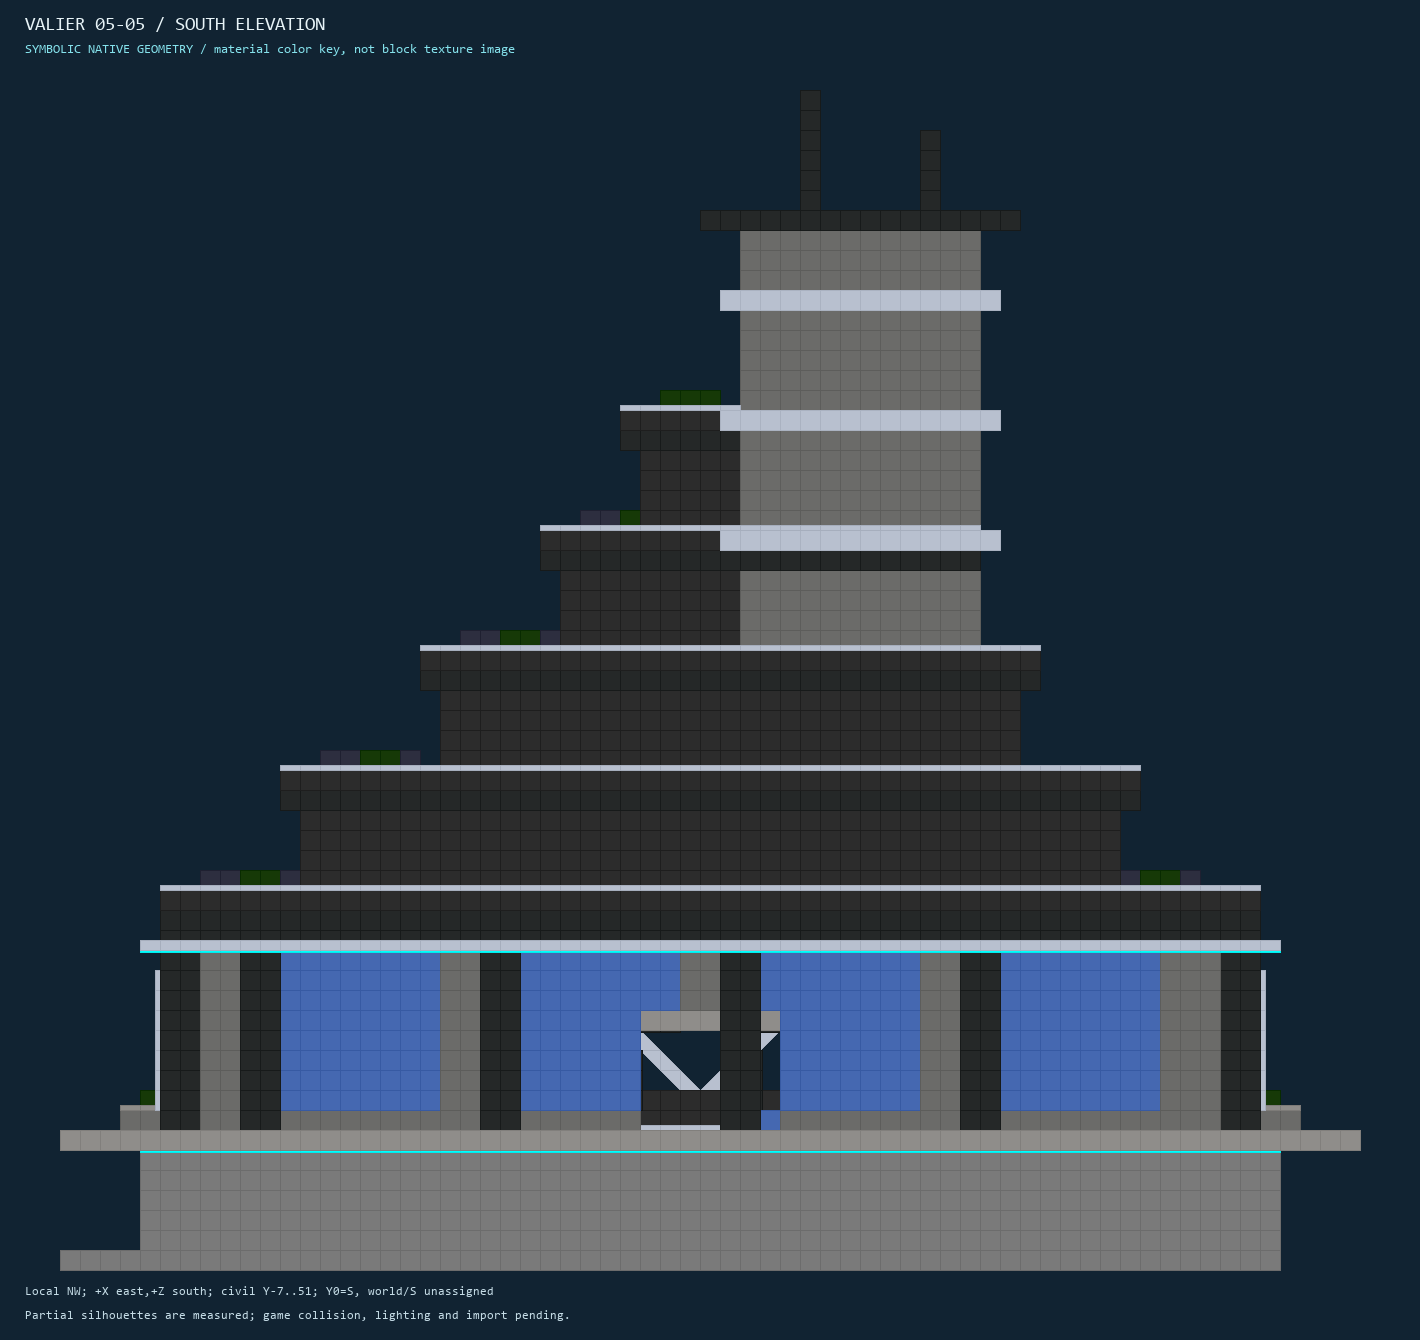 VALIER 05-05 / SOUTH ELEVATION
SYMBOLIC NATIVE GEOMETRY / material color key, not block texture image
Local NW; +X east,+Z south; civil Y-7..51; Y0=S, world/S unassigned
Partial silhouettes are measured; game collision, lighting and import pending.